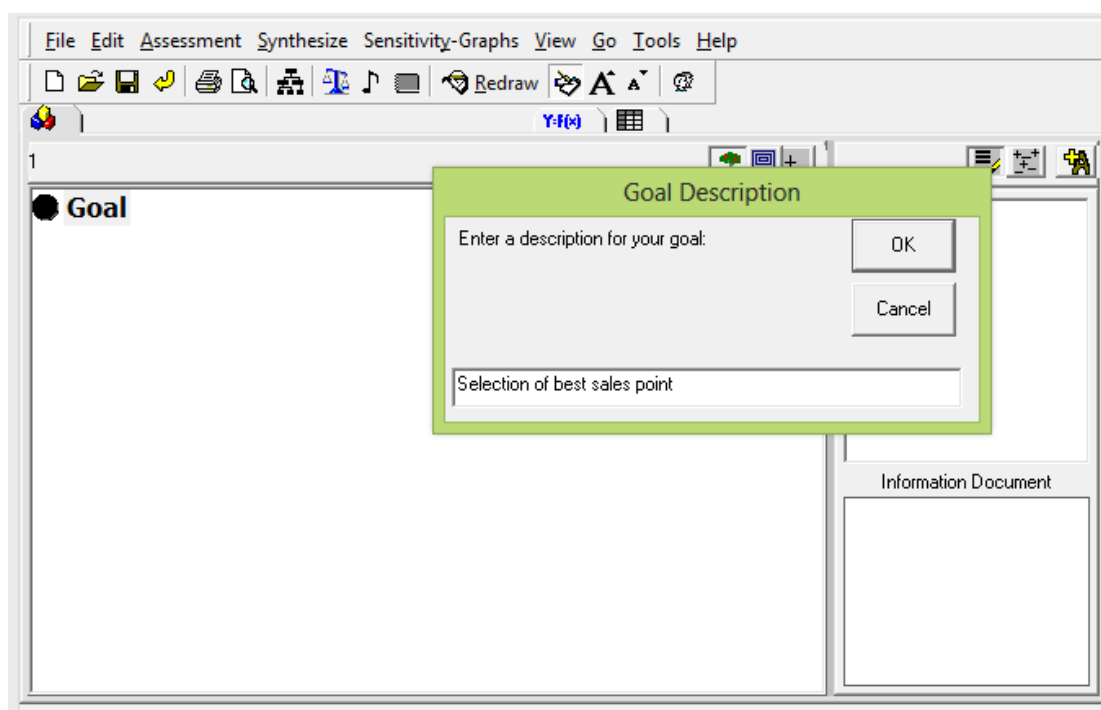 File Edit Assessment Synthesize Sensitivity-Graphs View Go Tools Help
Redraw A A
Y=F(x)
1
Goal
Goal Description
Enter a description for your goal:
OK
Cancel
Selection of best sales point
Information Document